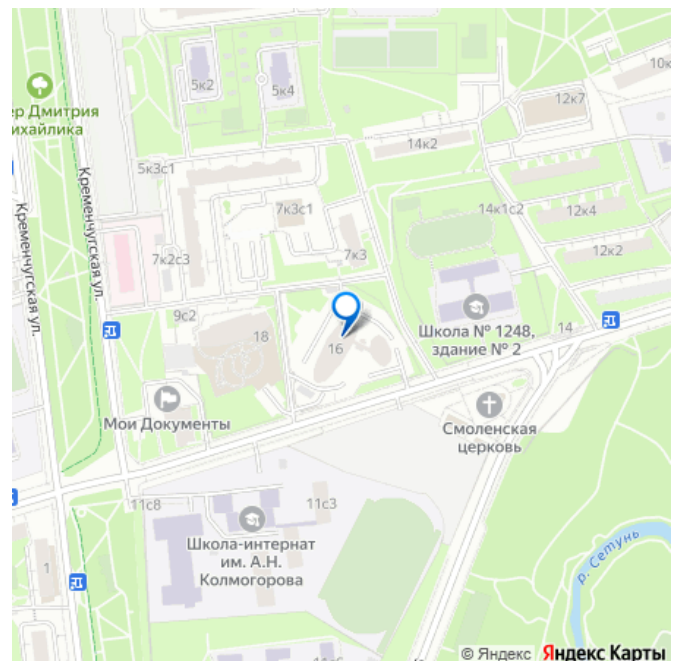 10к
5к2
5к4
12к7
ер Дмитрия
ихайлика
14к2
5к3с1
Кременчугская ул.
Кременчугская ул.
7к3с1
14к1с2
12к4
7к2с3
7к3
12к2
9с2
18
16
Школа № 1248,
здание № 2
14
Мои Документы
Смоленская
церковь
11с8
11с3
Школа-интернат
им. А.Н.
Колмогорова
р. Сетунь
1
11с6
© Яндекс Яндекс Карты